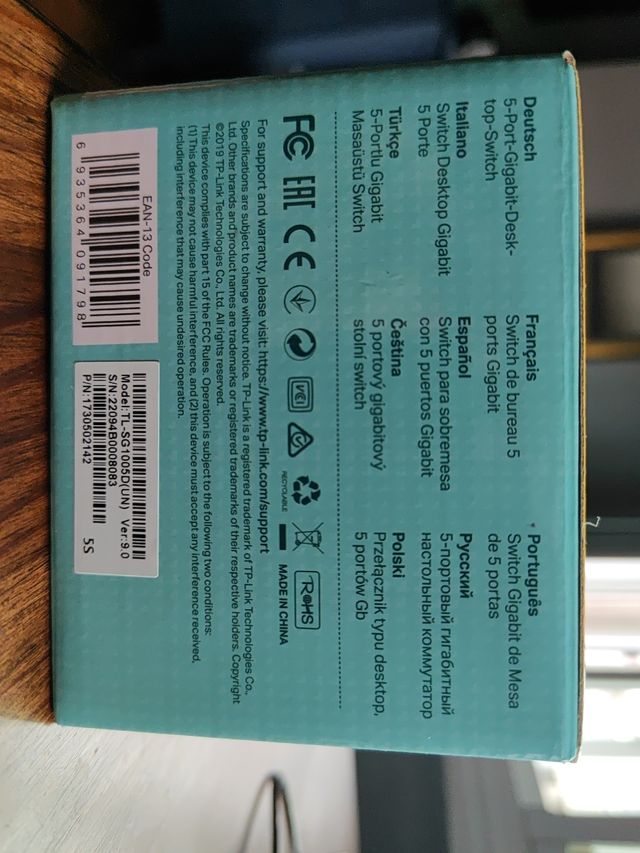 Deutsch
5-Port-Gigabit-Desk-
top-Switch
Français
Switch de bureau 5
ports Gigabit
Português
Switch Gigabit de Mesa
de 5 portas
Italiano
Switch Desktop Gigabit
5 Porte
Español
Switch para sobremesa
con 5 puertos Gigabit
Русский
5-портовый гигабитный
настольный коммутатор
Türkçe
5-Portlu Gigabit
Masaüstü Switch
Čeština
5 portový gigabitový
stolní switch
Polski
Przełącznik typu desktop,
5 portów Gb
FC EAC CE
RECYCLABLE
RoHS
MADE IN CHINA
For support and warranty, please visit: https://www.tp-link.com/support
Specifications are subject to change without notice. TP-Link is a registered trademark of TP-Link Technologies Co.,
Ltd. Other brands and product names are trademarks or registered trademarks of their respective holders. Copyright
©2019 TP-Link Technologies Co., Ltd. All rights reserved.
This device complies with part 15 of the FCC Rules. Operation is subject to the following two conditions:
(1) This device may not cause harmful interference, and (2) this device must accept any interference received,
including interference that may cause undesired operation.
EAN-13 Code
6 935364 091798
Model:TL-SG1005D(UN) Ver:9.0
S/N:22094B0008083
P/N:1730502142
5S